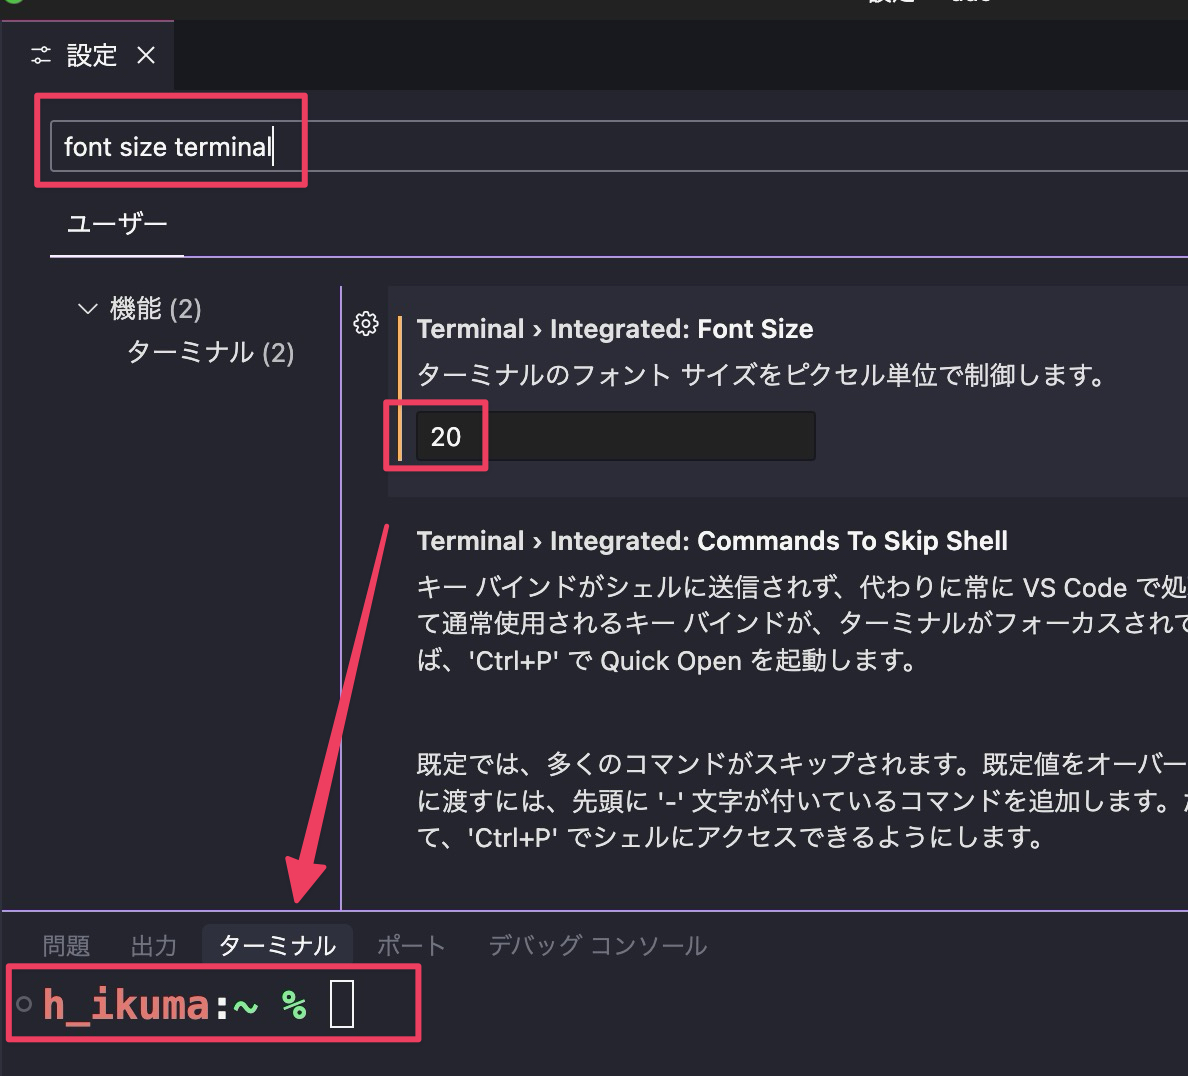 設定
font size terminal
ユーザー
機能 (2)
ターミナル (2)
Terminal › Integrated: Font Size
ターミナルのフォント サイズをピクセル単位で制御します。
20
Terminal › Integrated: Commands To Skip Shell
キー バインドがシェルに送信されず、代わりに常に VS Code で処
て通常使用されるキー バインドが、ターミナルがフォーカスされて
ば、'Ctrl+P' で Quick Open を起動します。
既定では、多くのコマンドがスキップされます。既定値をオーバー
に渡すには、先頭に '-' 文字が付いているコマンドを追加します。
て、'Ctrl+P' でシェルにアクセスできるようにします。
問題 出力 ターミナル ポート デバッグ コンソール
h_ikuma:~ %